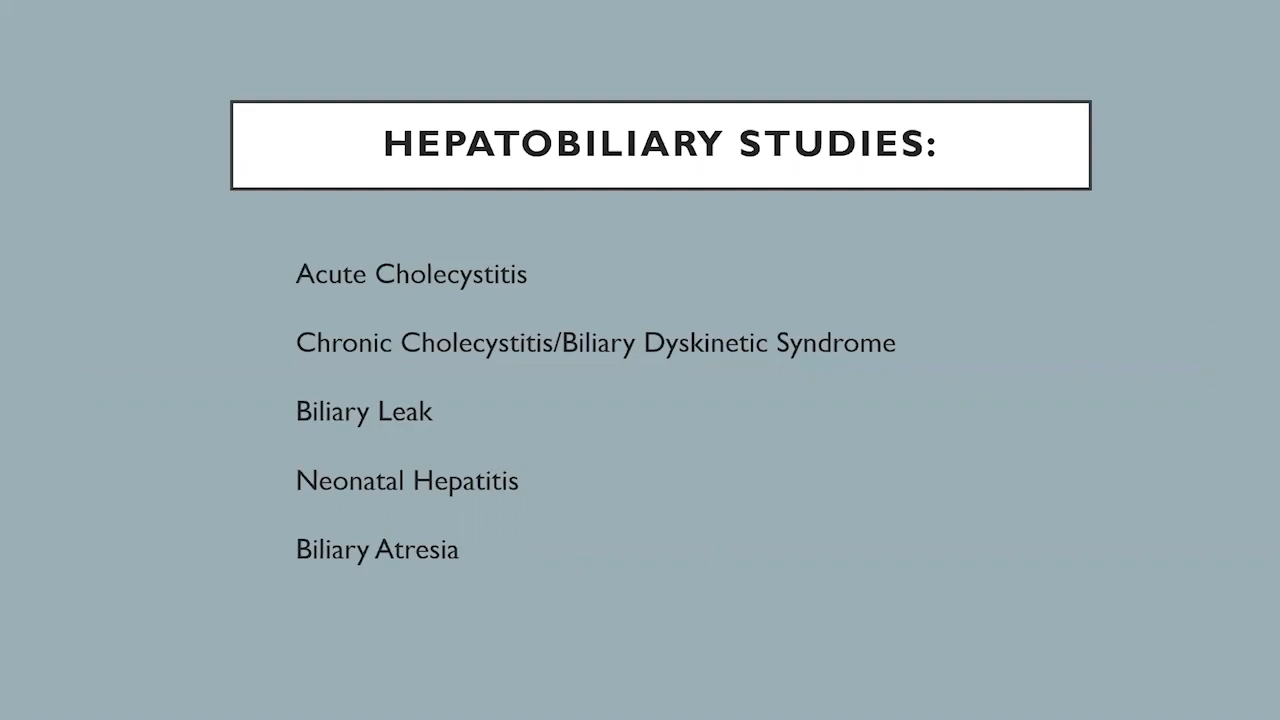 HEPATOBILIARY STUDIES:
Acute Cholecystitis
Chronic Cholecystitis/Biliary Dyskinetic Syndrome
Biliary Leak
Neonatal Hepatitis
Biliary Atresia